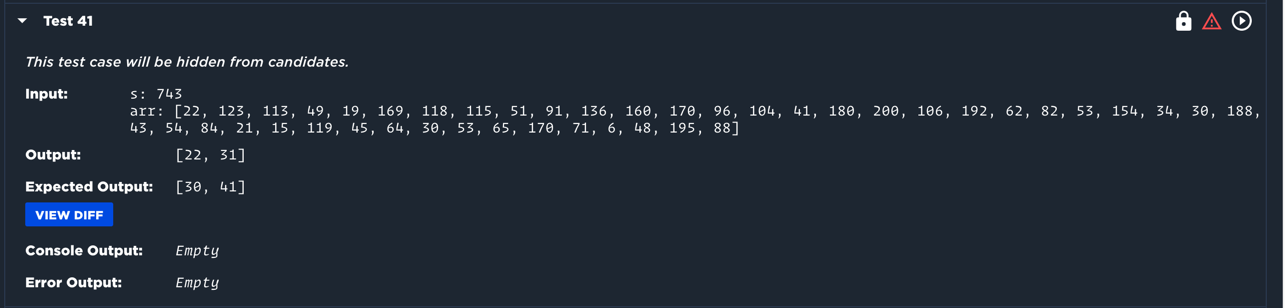 Test 41
This test case will be hidden from candidates.
Input: s: 743
arr: [22, 123, 113, 49, 19, 169, 118, 115, 51, 91, 136, 160, 170, 96, 104, 41, 180, 200, 106, 192, 62, 82, 53, 154, 34, 30, 188,
43, 54, 84, 21, 15, 119, 45, 64, 30, 53, 65, 170, 71, 6, 48, 195, 88]
Output: [22, 31]
Expected Output: [30, 41]
VIEW DIFF
Console Output: Empty
Error Output: Empty